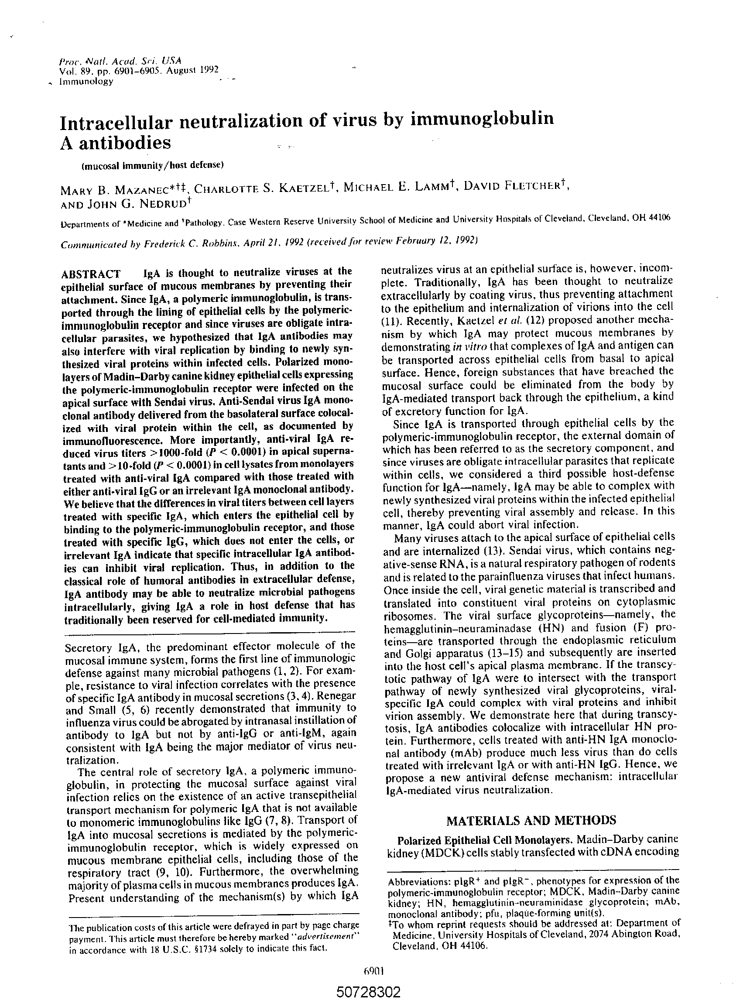 Proc. Natl. Acad. Sci. USA
Vol. 89, pp. 6901-6905, August 1992
Immunology
Intracellular neutralization of virus by immunoglobulin
A antibodies
(mucosal immunity/host defense)
MARY B. MAZANEC*†‡, CHARLOTTE S. KAETZEL†, MICHAEL E. LAMM†, DAVID FLETCHER†,
AND JOHN G. NEDRUD†
Departments of *Medicine and †Pathology, Case Western Reserve University School of Medicine and University Hospitals of Cleveland, Cleveland, OH 44106
Communicated by Frederick C. Robbins, April 21, 1992 (received for review February 12, 1992)
ABSTRACT IgA is thought to neutralize viruses at the
epithelial surface of mucous membranes by preventing their
attachment. Since IgA, a polymeric immunoglobulin, is trans-
ported through the lining of epithelial cells by the polymeric-
immunoglobulin receptor and since viruses are obligate intra-
cellular parasites, we hypothesized that IgA antibodies may
also interfere with viral replication by binding to newly syn-
thesized viral proteins within infected cells. Polarized mono-
layers of Madin–Darby canine kidney epithelial cells expressing
the polymeric-immunoglobulin receptor were infected on the
apical surface with Sendai virus. Anti-Sendai virus IgA mono-
clonal antibody delivered from the basolateral surface colocal-
ized with viral protein within the cell, as documented by
immunofluorescence. More importantly, anti-viral IgA re-
duced virus titers >1000-fold (P < 0.0001) in apical superna-
tants and >10-fold (P < 0.0001) in cell lysates from monolayers
treated with anti-viral IgA compared with those treated with
either anti-viral IgG or an irrelevant IgA monoclonal antibody.
We believe that the differences in viral titers between cell layers
treated with specific IgA, which enters the epithelial cell by
binding to the polymeric-immunoglobulin receptor, and those
treated with specific IgG, which does not enter the cells, or
irrelevant IgA indicate that specific intracellular IgA antibod-
ies can inhibit viral replication. Thus, in addition to the
classical role of humoral antibodies in extracellular defense,
IgA antibody may be able to neutralize microbial pathogens
intracellularly, giving IgA a role in host defense that has
traditionally been reserved for cell-mediated immunity.
Secretory IgA, the predominant effector molecule of the
mucosal immune system, forms the first line of immunologic
defense against many microbial pathogens (1, 2). For exam-
ple, resistance to viral infection correlates with the presence
of specific IgA antibody in mucosal secretions (3, 4). Renegar
and Small (5, 6) recently demonstrated that immunity to
influenza virus could be abrogated by intranasal instillation of
antibody to IgA but not by anti-IgG or anti-IgM, again
consistent with IgA being the major mediator of virus neu-
tralization.
The central role of secretory IgA, a polymeric immuno-
globulin, in protecting the mucosal surface against viral
infection relies on the existence of an active transepithelial
transport mechanism for polymeric IgA that is not available
to monomeric immunoglobulins like IgG (7, 8). Transport of
IgA into mucosal secretions is mediated by the polymeric-
immunoglobulin receptor, which is widely expressed on
mucous membrane epithelial cells, including those of the
respiratory tract (9, 10). Furthermore, the overwhelming
majority of plasma cells in mucous membranes produces IgA.
Present understanding of the mechanism(s) by which IgA
The publication costs of this article were defrayed in part by page charge
payment. This article must therefore be hereby marked "advertisement"
in accordance with 18 U.S.C. §1734 solely to indicate this fact.
neutralizes virus at an epithelial surface is, however, incom-
plete. Traditionally, IgA has been thought to neutralize
extracellularly by coating virus, thus preventing attachment
to the epithelium and internalization of virions into the cell
(11). Recently, Kaetzel et al. (12) proposed another mecha-
nism by which IgA may protect mucous membranes by
demonstrating in vitro that complexes of IgA and antigen can
be transported across epithelial cells from basal to apical
surface. Hence, foreign substances that have breached the
mucosal surface could be eliminated from the body by
IgA-mediated transport back through the epithelium, a kind
of excretory function for IgA.
Since IgA is transported through epithelial cells by the
polymeric-immunoglobulin receptor, the external domain of
which has been referred to as the secretory component, and
since viruses are obligate intracellular parasites that replicate
within cells, we considered a third possible host-defense
function for IgA—namely, IgA may be able to complex with
newly synthesized viral proteins within the infected epithelial
cell, thereby preventing viral assembly and release. In this
manner, IgA could abort viral infection.
Many viruses attach to the apical surface of epithelial cells
and are internalized (13). Sendai virus, which contains neg-
ative-sense RNA, is a natural respiratory pathogen of rodents
and is related to the parainfluenza viruses that infect humans.
Once inside the cell, viral genetic material is transcribed and
translated into constituent viral proteins on cytoplasmic
ribosomes. The viral surface glycoproteins—namely, the
hemagglutinin–neuraminidase (HN) and fusion (F) pro-
teins—are transported through the endoplasmic reticulum
and Golgi apparatus (13–15) and subsequently are inserted
into the host cell's apical plasma membrane. If the transcy-
totic pathway of IgA were to intersect with the transport
pathway of newly synthesized viral glycoproteins, viral-
specific IgA could complex with viral proteins and inhibit
virion assembly. We demonstrate here that during transcy-
tosis, IgA antibodies colocalize with intracellular HN pro-
tein. Furthermore, cells treated with anti-HN IgA monoclo-
nal antibody (mAb) produce much less virus than do cells
treated with irrelevant IgA or with anti-HN IgG. Hence, we
propose a new antiviral defense mechanism: intracellular
IgA-mediated virus neutralization.
MATERIALS AND METHODS
Polarized Epithelial Cell Monolayers. Madin–Darby canine
kidney (MDCK) cells stably transfected with cDNA encoding
Abbreviations: pIgR⁺ and pIgR⁻, phenotypes for expression of the
polymeric-immunoglobulin receptor; MDCK, Madin–Darby canine
kidney; HN, hemagglutinin–neuraminidase glycoprotein; mAb,
monoclonal antibody; pfu, plaque-forming unit(s).
‡To whom reprint requests should be addressed at: Department of
Medicine, University Hospitals of Cleveland, 2074 Abington Road,
Cleveland, OH 44106.
6901
50728302